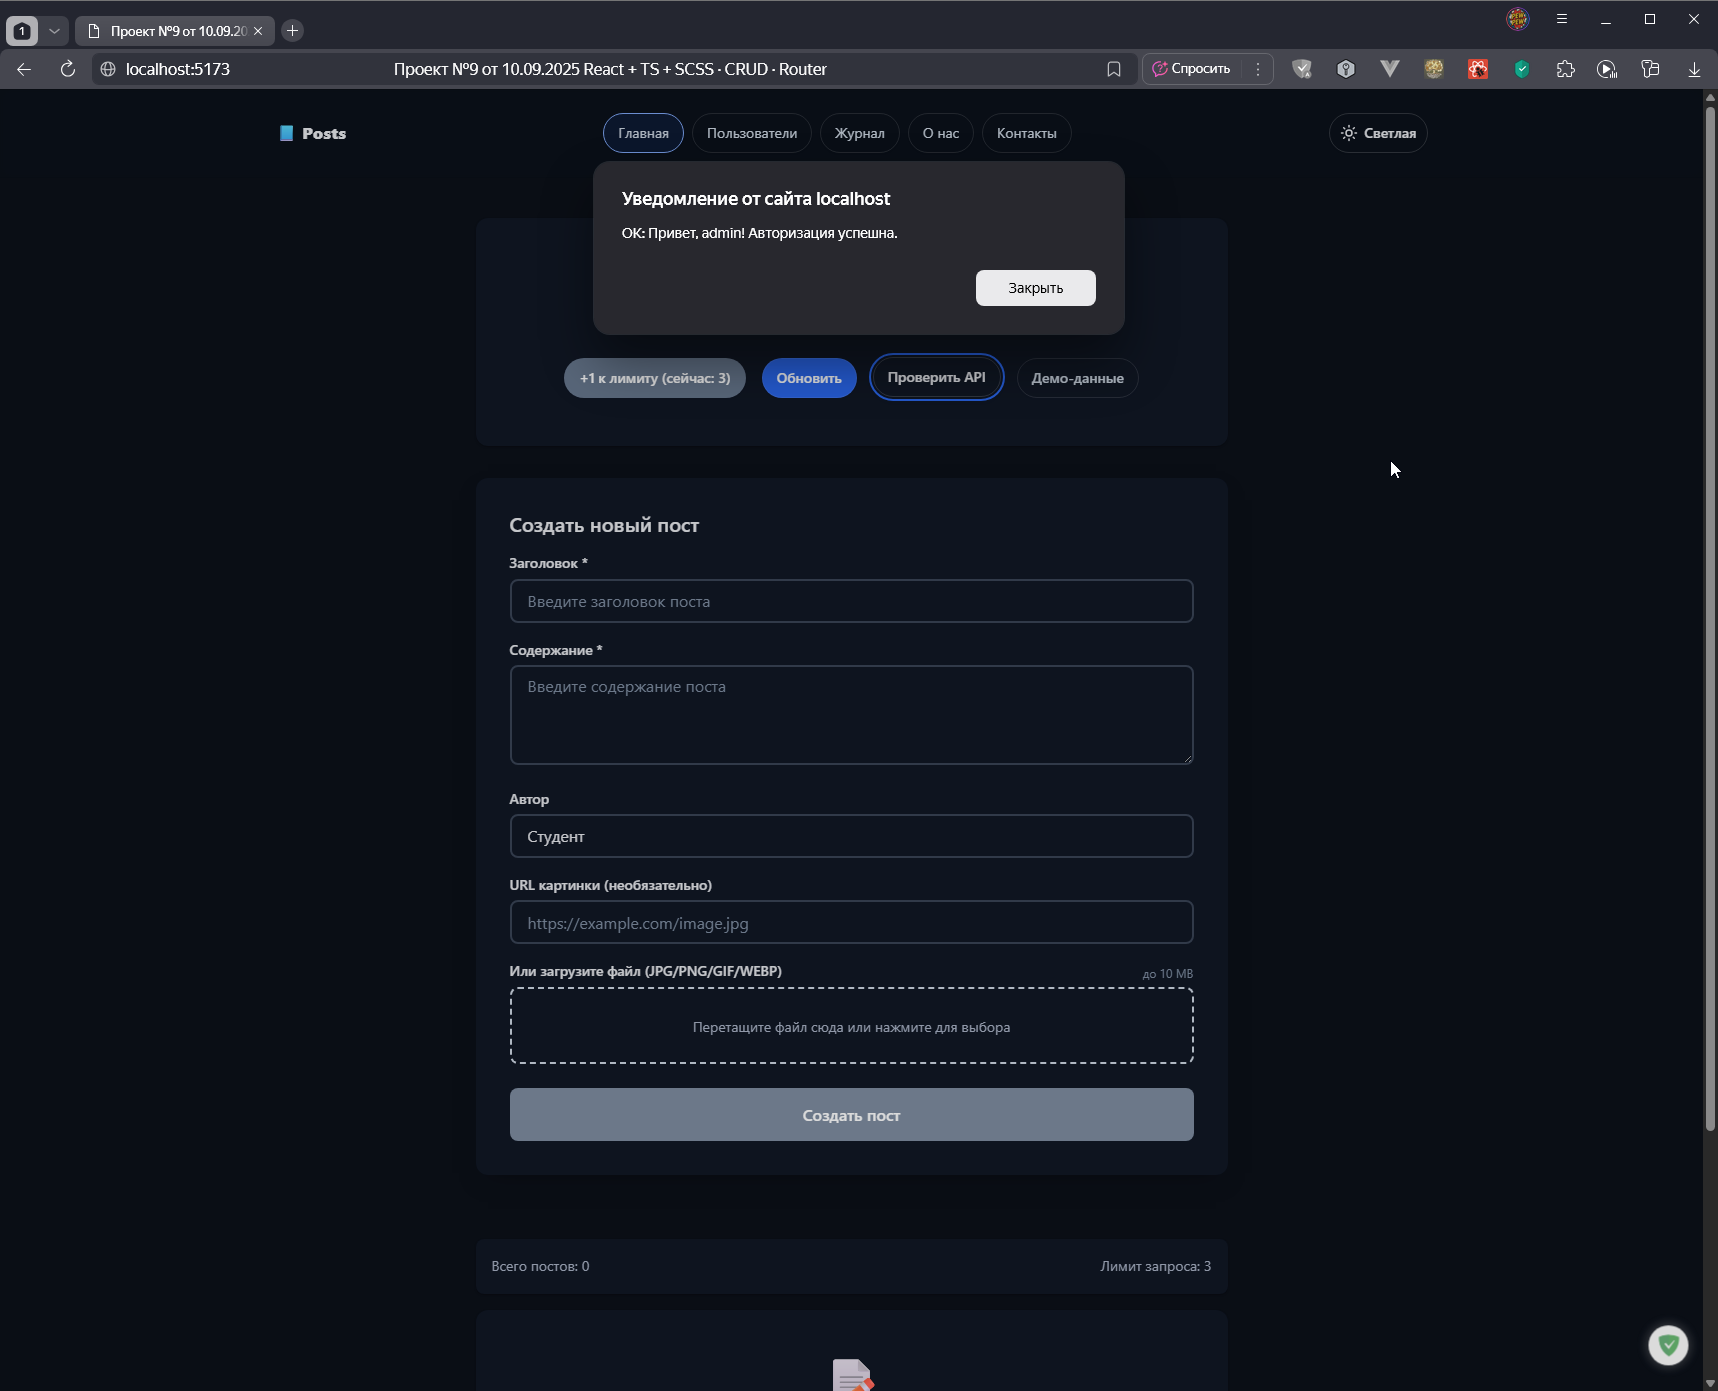 1
Проект №9 от 10.09.20
localhost:5173
Проект №9 от 10.09.2025 React + TS + SCSS · CRUD · Router
Спросить
Posts
Главная
Пользователи
Журнал
О нас
Контакты
Светлая
Уведомление от сайта localhost
OK: Привет, admin! Авторизация успешна.
Закрыть
+1 к лимиту (сейчас: 3)
Обновить
Проверить API
Демо-данные
Создать новый пост
Заголовок *
Введите заголовок поста
Содержание *
Введите содержание поста
Автор
Студент
URL картинки (необязательно)
https://example.com/image.jpg
Или загрузите файл (JPG/PNG/GIF/WEBP)
до 10 MB
Перетащите файл сюда или нажмите для выбора
Создать пост
Всего постов: 0
Лимит запроса: 3